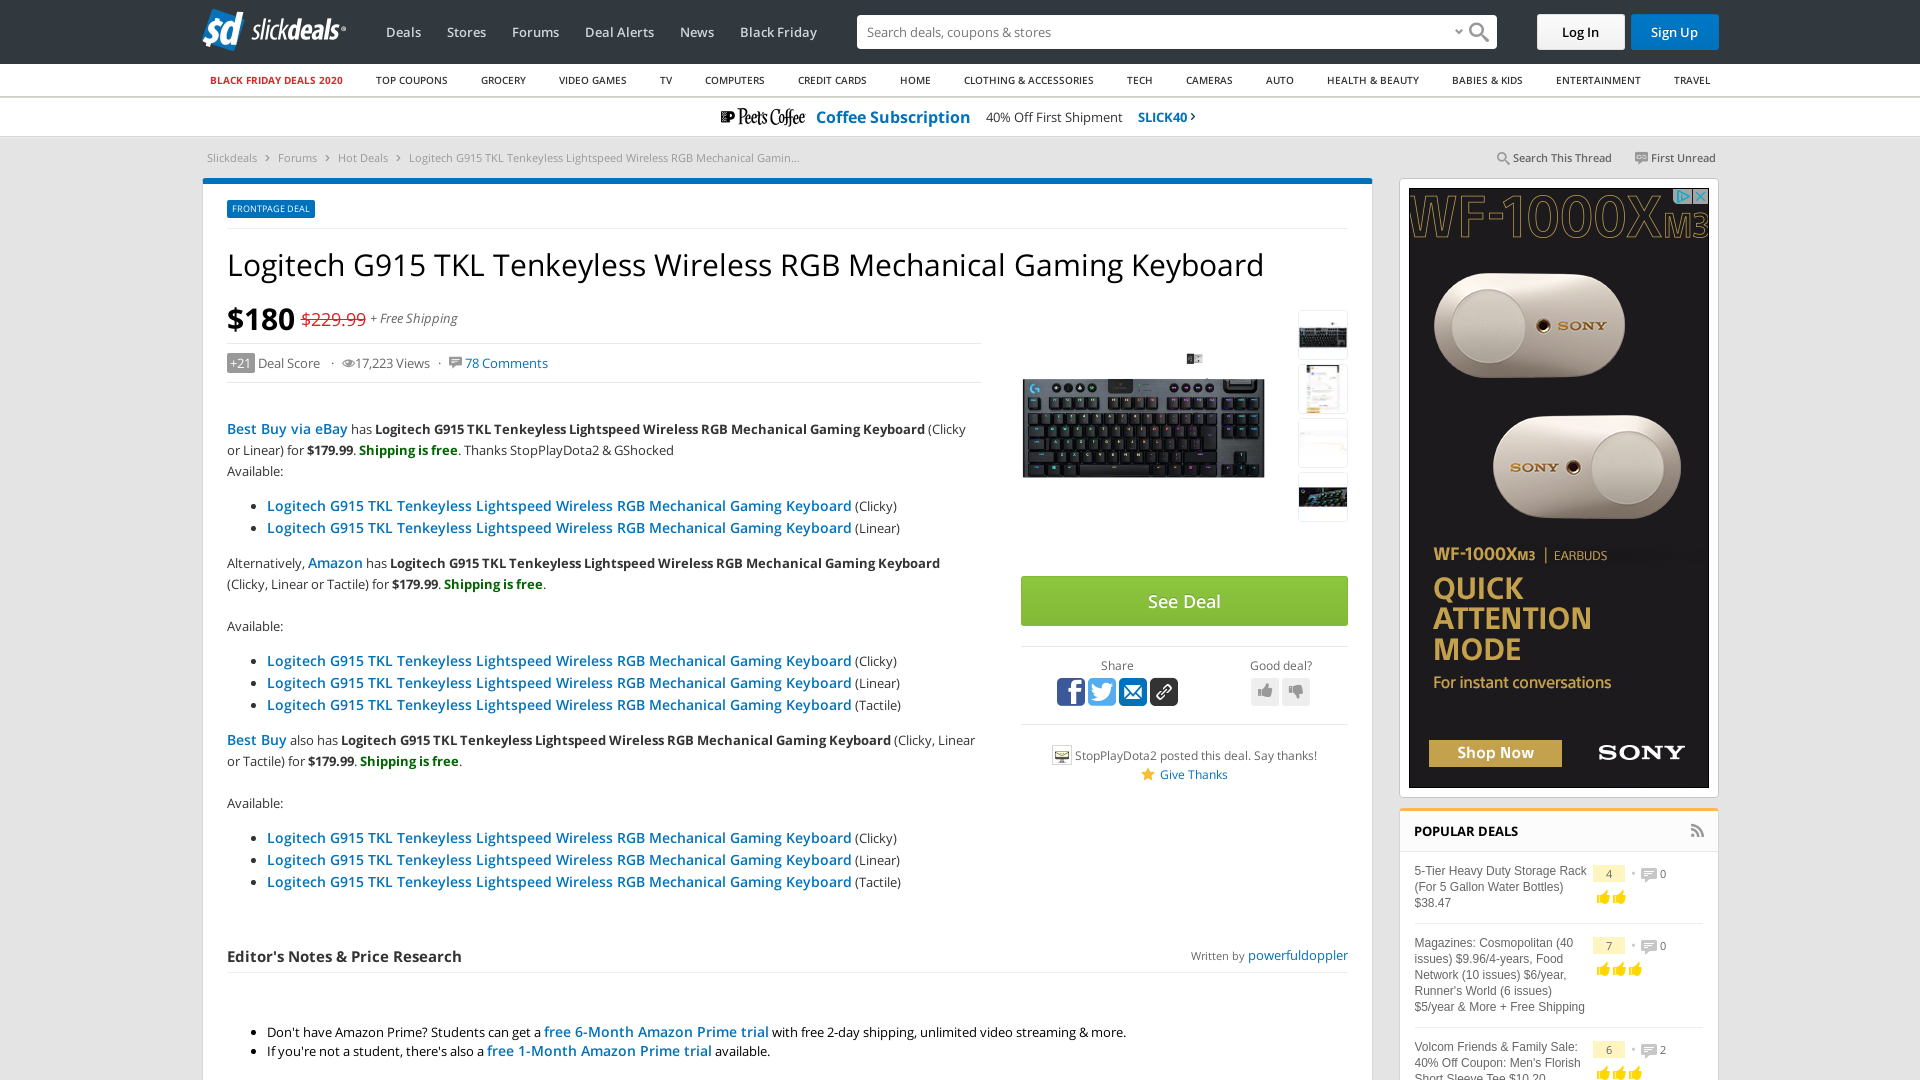 slickdeals
Deals
Stores
Forums
Deal Alerts
News
Black Friday
Search deals, coupons & stores
Log In
Sign Up
BLACK FRIDAY DEALS 2020
TOP COUPONS
GROCERY
VIDEO GAMES
TV
COMPUTERS
CREDIT CARDS
HOME
CLOTHING & ACCESSORIES
TECH
CAMERAS
AUTO
HEALTH & BEAUTY
BABIES & KIDS
ENTERTAINMENT
TRAVEL
Peet's Coffee Coffee Subscription 40% Off First Shipment SLICK40 ›
Slickdeals › Forums › Hot Deals › Logitech G915 TKL Tenkeyless Lightspeed Wireless RGB Mechanical Gamin...
Search This Thread
First Unread
FRONTPAGE DEAL
Logitech G915 TKL Tenkeyless Wireless RGB Mechanical Gaming Keyboard
$180 $229.99 + Free Shipping
+21 Deal Score · 17,223 Views · 78 Comments
Best Buy via eBay has Logitech G915 TKL Tenkeyless Lightspeed Wireless RGB Mechanical Gaming Keyboard (Clicky
or Linear) for $179.99. Shipping is free. Thanks StopPlayDota2 & GShocked
Available:
Logitech G915 TKL Tenkeyless Lightspeed Wireless RGB Mechanical Gaming Keyboard (Clicky)
Logitech G915 TKL Tenkeyless Lightspeed Wireless RGB Mechanical Gaming Keyboard (Linear)
Alternatively, Amazon has Logitech G915 TKL Tenkeyless Lightspeed Wireless RGB Mechanical Gaming Keyboard
(Clicky, Linear or Tactile) for $179.99. Shipping is free.
Available:
Logitech G915 TKL Tenkeyless Lightspeed Wireless RGB Mechanical Gaming Keyboard (Clicky)
Logitech G915 TKL Tenkeyless Lightspeed Wireless RGB Mechanical Gaming Keyboard (Linear)
Logitech G915 TKL Tenkeyless Lightspeed Wireless RGB Mechanical Gaming Keyboard (Tactile)
Best Buy also has Logitech G915 TKL Tenkeyless Lightspeed Wireless RGB Mechanical Gaming Keyboard (Clicky, Linear
or Tactile) for $179.99. Shipping is free.
Available:
Logitech G915 TKL Tenkeyless Lightspeed Wireless RGB Mechanical Gaming Keyboard (Clicky)
Logitech G915 TKL Tenkeyless Lightspeed Wireless RGB Mechanical Gaming Keyboard (Linear)
Logitech G915 TKL Tenkeyless Lightspeed Wireless RGB Mechanical Gaming Keyboard (Tactile)
See Deal
Share
Good deal?
StopPlayDota2 posted this deal. Say thanks!
Give Thanks
Editor's Notes & Price Research
Written by powerfuldoppler
Don't have Amazon Prime? Students can get a free 6-Month Amazon Prime trial with free 2-day shipping, unlimited video streaming & more.
If you're not a student, there's also a free 1-Month Amazon Prime trial available.
WF-1000XM3
SONY
SONY
WF-1000XM3 | EARBUDS
QUICK
ATTENTION
MODE
For instant conversations
Shop Now
SONY
POPULAR DEALS
5-Tier Heavy Duty Storage Rack
(For 5 Gallon Water Bottles)
$38.47
4 • 0
Magazines: Cosmopolitan (40
issues) $9.96/4-years, Food
Network (10 issues) $6/year,
Runner's World (6 issues)
$5/year & More + Free Shipping
7 • 0
Volcom Friends & Family Sale:
40% Off Coupon: Men's Florish
Short Sleeve Tee $10.20
6 • 2